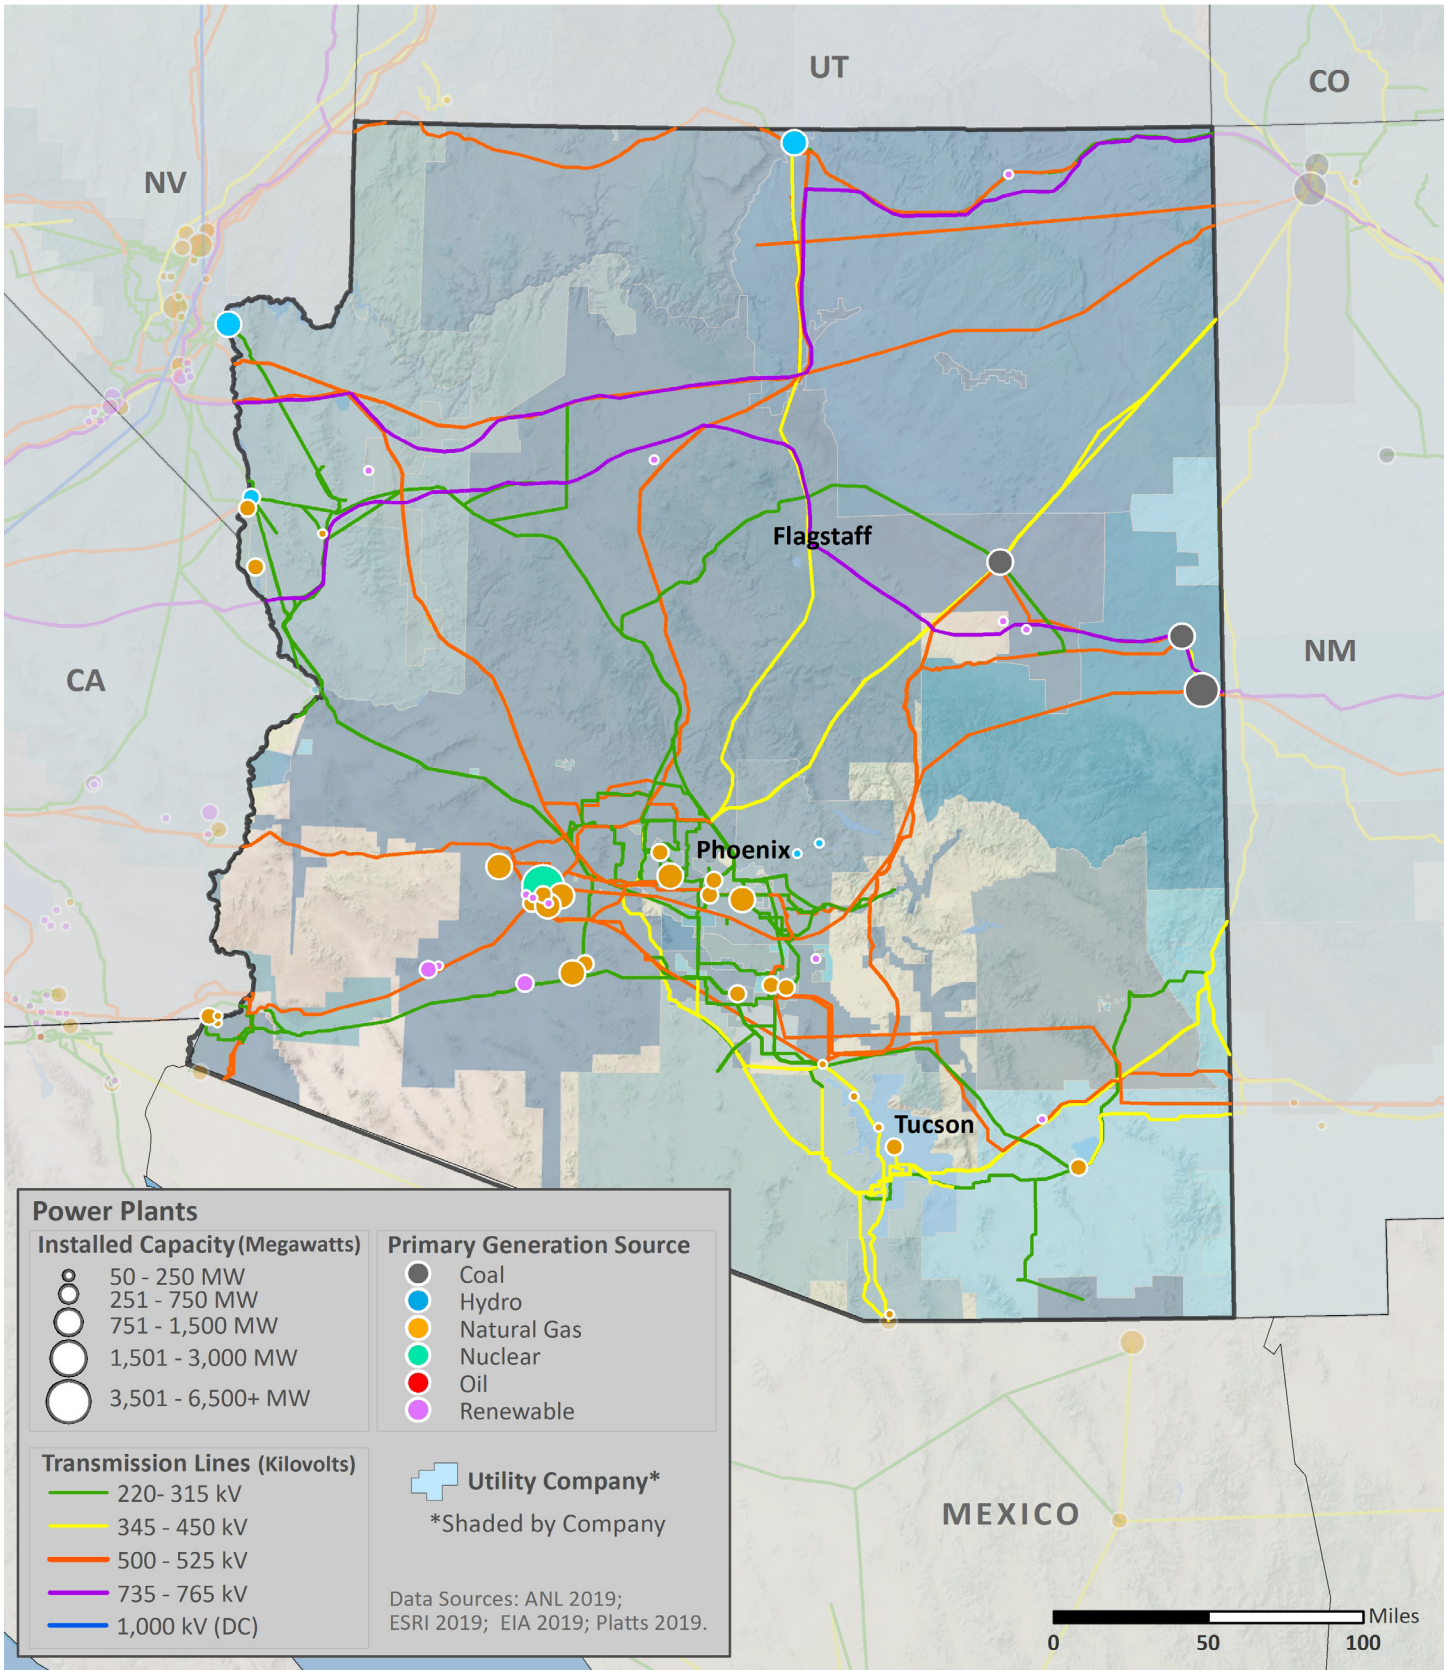 UT
CO
NV
Flagstaff
CA
NM
Phoenix
Tucson
Power Plants
Installed Capacity (Megawatts)
50 - 250 MW
251 - 750 MW
751 - 1,500 MW
1,501 - 3,000 MW
3,501 - 6,500+ MW
Primary Generation Source
Coal
Hydro
Natural Gas
Nuclear
Oil
Renewable
Transmission Lines (Kilovolts)
220- 315 kV
345 - 450 kV
500 - 525 kV
735 - 765 kV
1,000 kV (DC)
Utility Company*
*Shaded by Company
Data Sources: ANL 2019;
ESRI 2019; EIA 2019; Platts 2019.
MEXICO
Miles
0 50 100